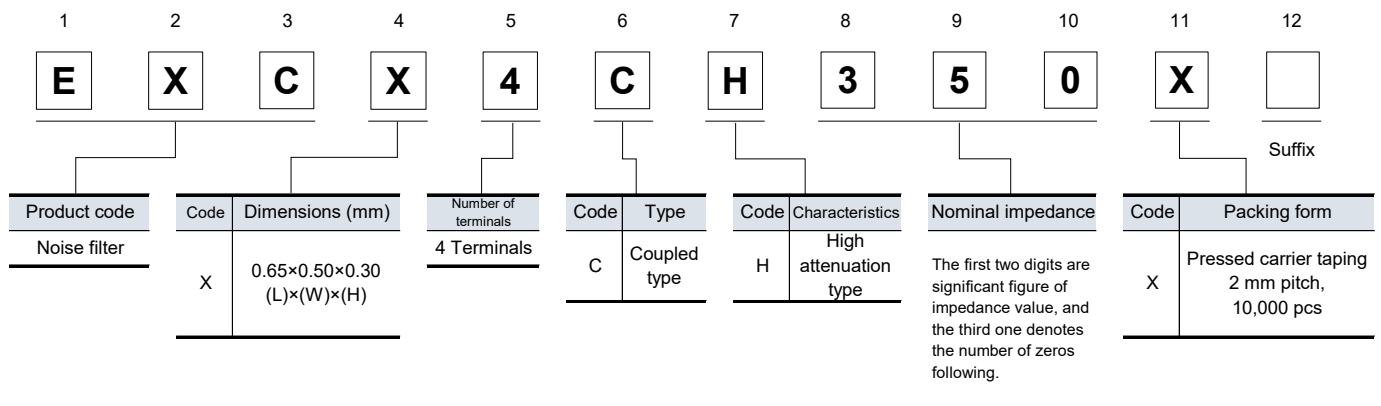 1 2 3 4 5 6 7 8 9 10 11 12
E X C X 4 C H 3 5 0 X
Suffix
Product code
Noise filter
Code Dimensions (mm)
X
0.65×0.50×0.30
(L)×(W)×(H)
Number of
terminals
4 Terminals
Code Type
C
Coupled
type
Code Characteristics
H
High
attenuation
type
Nominal impedance
The first two digits are
significant figure of
impedance value, and
the third one denotes
the number of zeros
following.
Code Packing form
X
Pressed carrier taping
2 mm pitch,
10,000 pcs